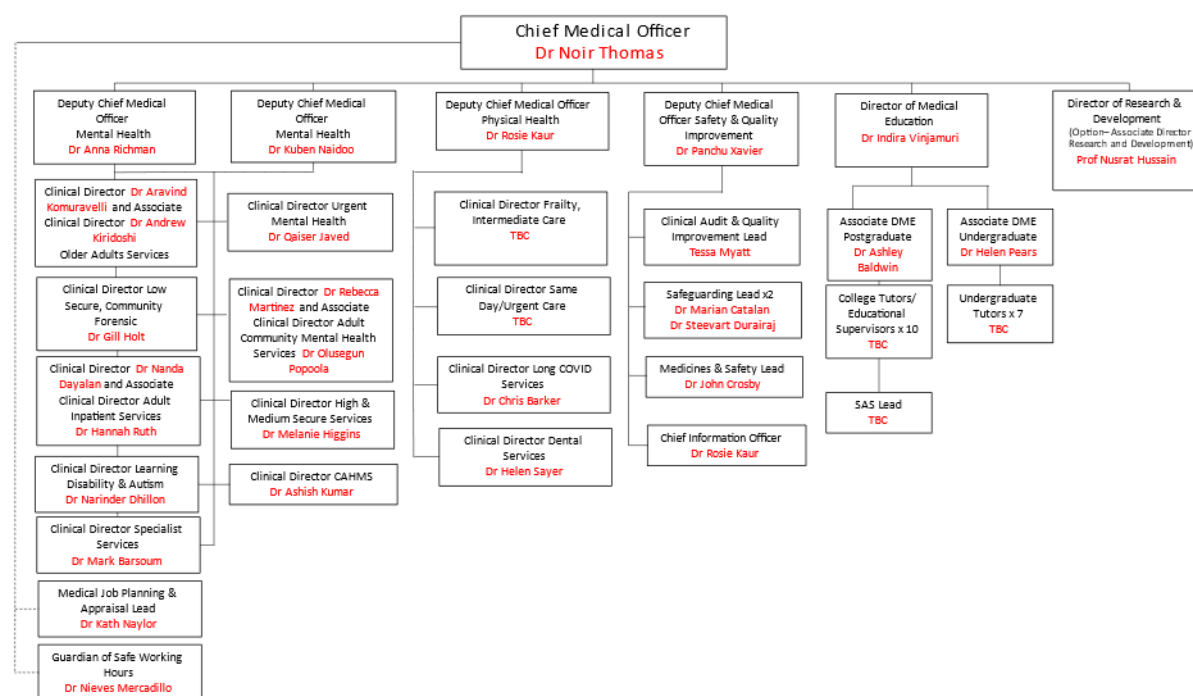 Chief Medical Officer
Dr Noir Thomas
Deputy Chief Medical
Officer
Mental Health
Dr Anna Richman
Deputy Chief Medical
Officer
Mental Health
Dr Kuben Naidoo
Deputy Chief Medical Officer
Physical Health
Dr Rosie Kaur
Deputy Chief Medical
Officer Safety & Quality
Improvement
Dr Panchu Xavier
Director of Medical
Education
Dr Indira Vinjamuri
Director of Research &
Development
(Option–Associate Director
Research and Development)
Prof Nusrat Hussain
Clinical Director Dr Aravind
Komuravelli and Associate
Clinical Director Dr Andrew
Kiridoshi
Older Adults Services
Clinical Director Low
Secure, Community
Forensic
Dr Gill Holt
Clinical Director Dr Nanda
Dayalan and Associate
Clinical Director Adult
Inpatient Services
Dr Hannah Ruth
Clinical Director Learning
Disability & Autism
Dr Narinder Dhillon
Clinical Director Specialist
Services
Dr Mark Barsoum
Medical Job Planning &
Appraisal Lead
Dr Kath Naylor
Guardian of Safe Working
Hours
Dr Nieves Mercadillo
Clinical Director Urgent
Mental Health
Dr Qaiser Javed
Clinical Director Dr Rebecca
Martinez and Associate
Clinical Director Adult
Community Mental Health
Services Dr Olusegun
Popoola
Clinical Director High &
Medium Secure Services
Dr Melanie Higgins
Clinical Director CAHMS
Dr Ashish Kumar
Clinical Director Frailty,
Intermediate Care
TBC
Clinical Director Same
Day/Urgent Care
TBC
Clinical Director Long COVID
Services
Dr Chris Barker
Clinical Director Dental
Services
Dr Helen Sayer
Clinical Audit & Quality
Improvement Lead
Tessa Myatt
Safeguarding Lead x2
Dr Marian Catalan
Dr Steevart Durairaj
Medicines & Safety Lead
Dr John Crosby
Chief Information Officer
Dr Rosie Kaur
Associate DME
Postgraduate
Dr Ashley
Baldwin
College Tutors/
Educational
Supervisors x 10
TBC
SAS Lead
TBC
Associate DME
Undergraduate
Dr Helen Pears
Undergraduate
Tutors x 7
TBC